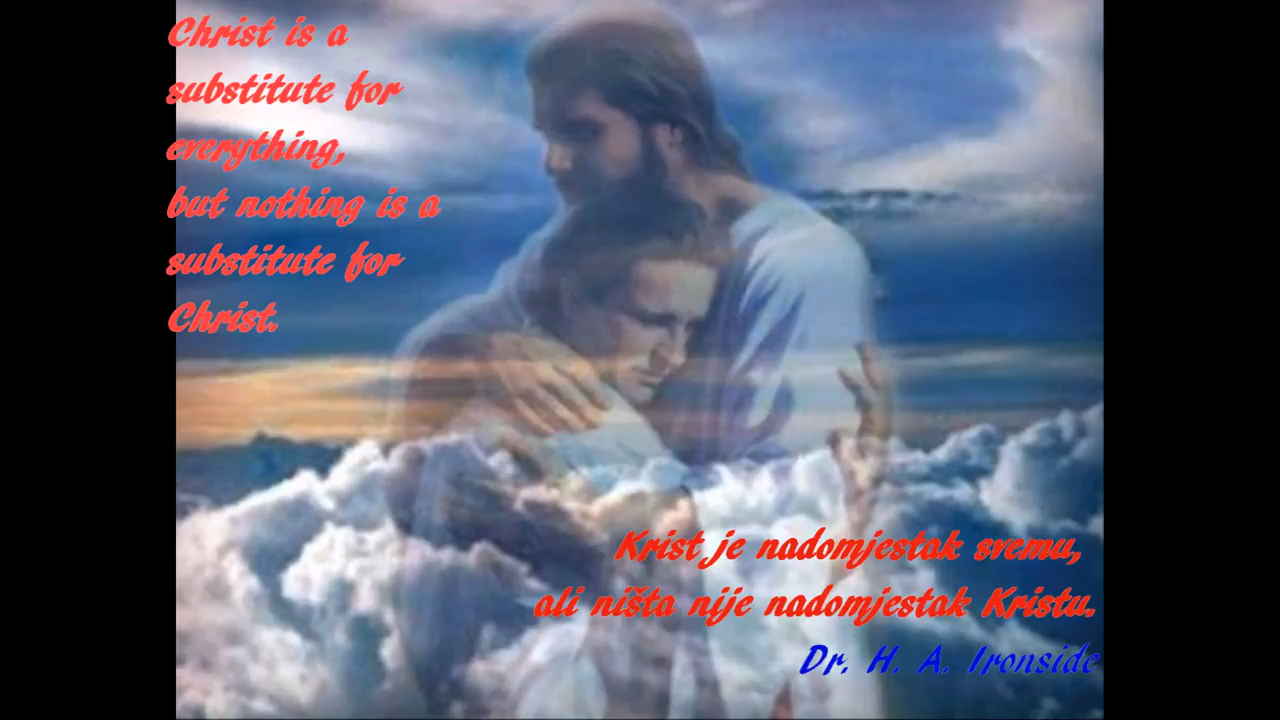 Christ is a
substitute for
everything,
but nothing is a
substitute for
Christ.
Krist je nadomjestak svemu,
ali ništa nije nadomjestak Kristu.
Dr. H. A. Ironside